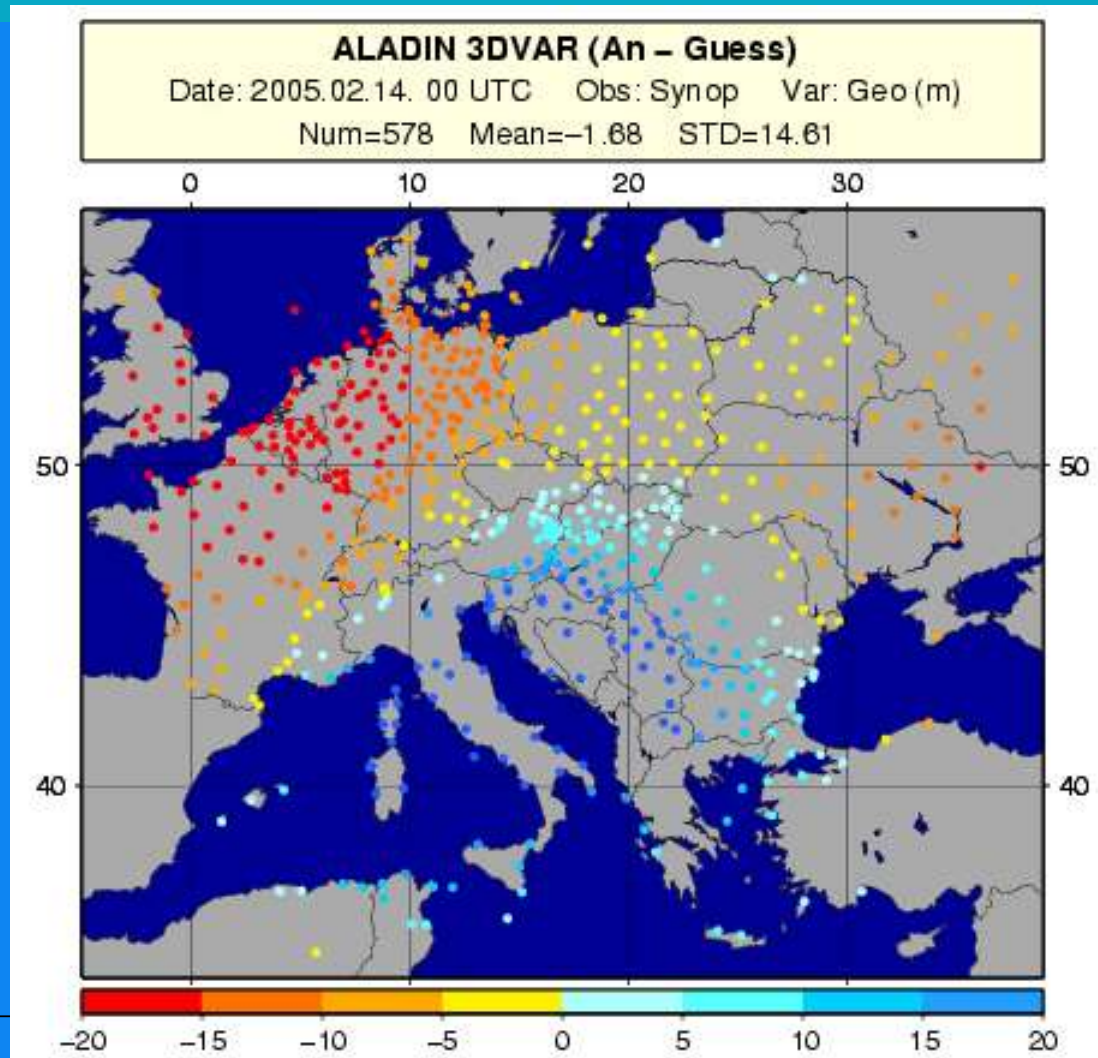 ALADIN 3DVAR (An – Guess)
Date: 2005.02.14. 00 UTC Obs: Synop Var: Geo (m)
Num=578 Mean=–1.68 STD=14.61
0 10 20 30
50 50
40 40
–20 –15 –10 –5 0 5 10 15 20